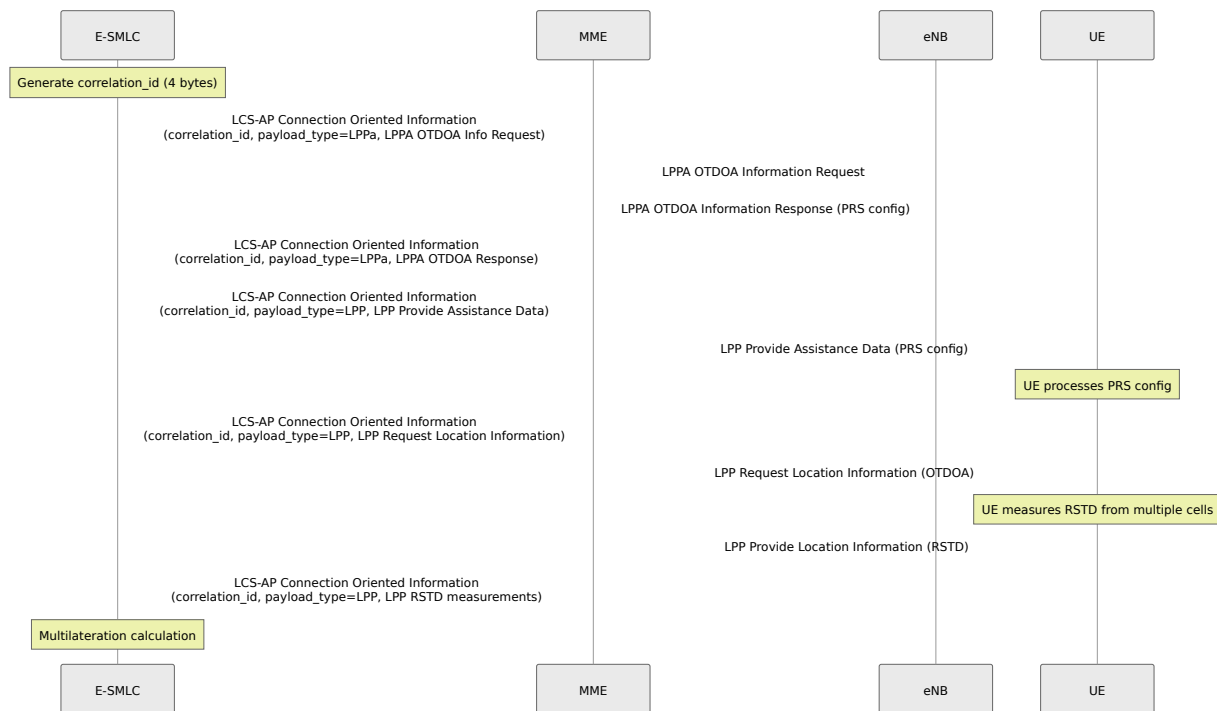 E-SMLC
MME
eNB
UE
Generate correlation_id (4 bytes)
LCS-AP Connection Oriented Information
(correlation_id, payload_type=LPPa, LPPA OTDOA Info Request)
LPPA OTDOA Information Request
LPPA OTDOA Information Response (PRS config)
LCS-AP Connection Oriented Information
(correlation_id, payload_type=LPPa, LPPA OTDOA Response)
LCS-AP Connection Oriented Information
(correlation_id, payload_type=LPP, LPP Provide Assistance Data)
LPP Provide Assistance Data (PRS config)
UE processes PRS config
LCS-AP Connection Oriented Information
(correlation_id, payload_type=LPP, LPP Request Location Information)
LPP Request Location Information (OTDOA)
UE measures RSTD from multiple cells
LPP Provide Location Information (RSTD)
LCS-AP Connection Oriented Information
(correlation_id, payload_type=LPP, LPP RSTD measurements)
Multilateration calculation
E-SMLC
MME
eNB
UE